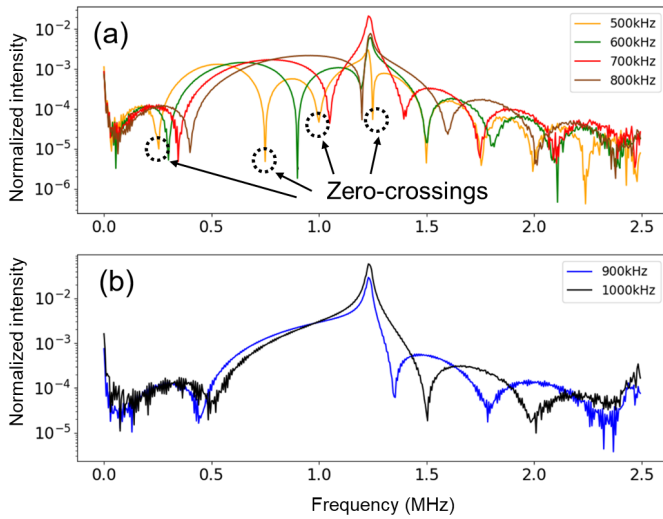 (a)
500kHz
600kHz
700kHz
800kHz
Normalized intensity
10⁻²
10⁻³
10⁻⁴
10⁻⁵
10⁻⁶
Zero-crossings
0.0 0.5 1.0 1.5 2.0 2.5
(b)
900kHz
1000kHz
Normalized intensity
10⁻²
10⁻³
10⁻⁴
10⁻⁵
0.0 0.5 1.0 1.5 2.0 2.5
Frequency (MHz)